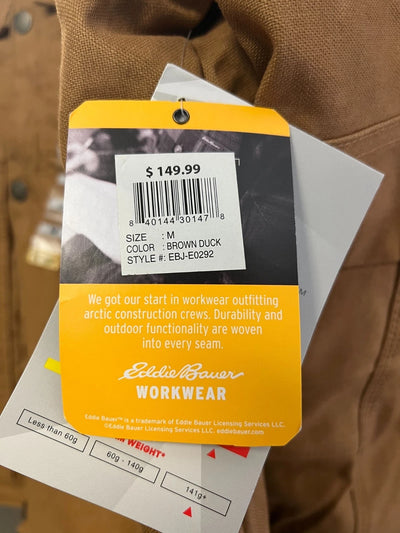 $ 149.99
8 40144 30147 8
SIZE : M
COLOR : BROWN DUCK
STYLE #: EBJ-E0292
We got our start in workwear outfitting
arctic construction crews. Durability and
outdoor functionality are woven
into every seam.
Eddie Bauer
WORKWEAR
Eddie Bauer™ is a trademark of Eddie Bauer Licensing Services LLC.
©Eddie Bauer Licensing Services LLC. eddiebauer.com
WEIGHT*
Less than 60g
60g - 140g
141g+